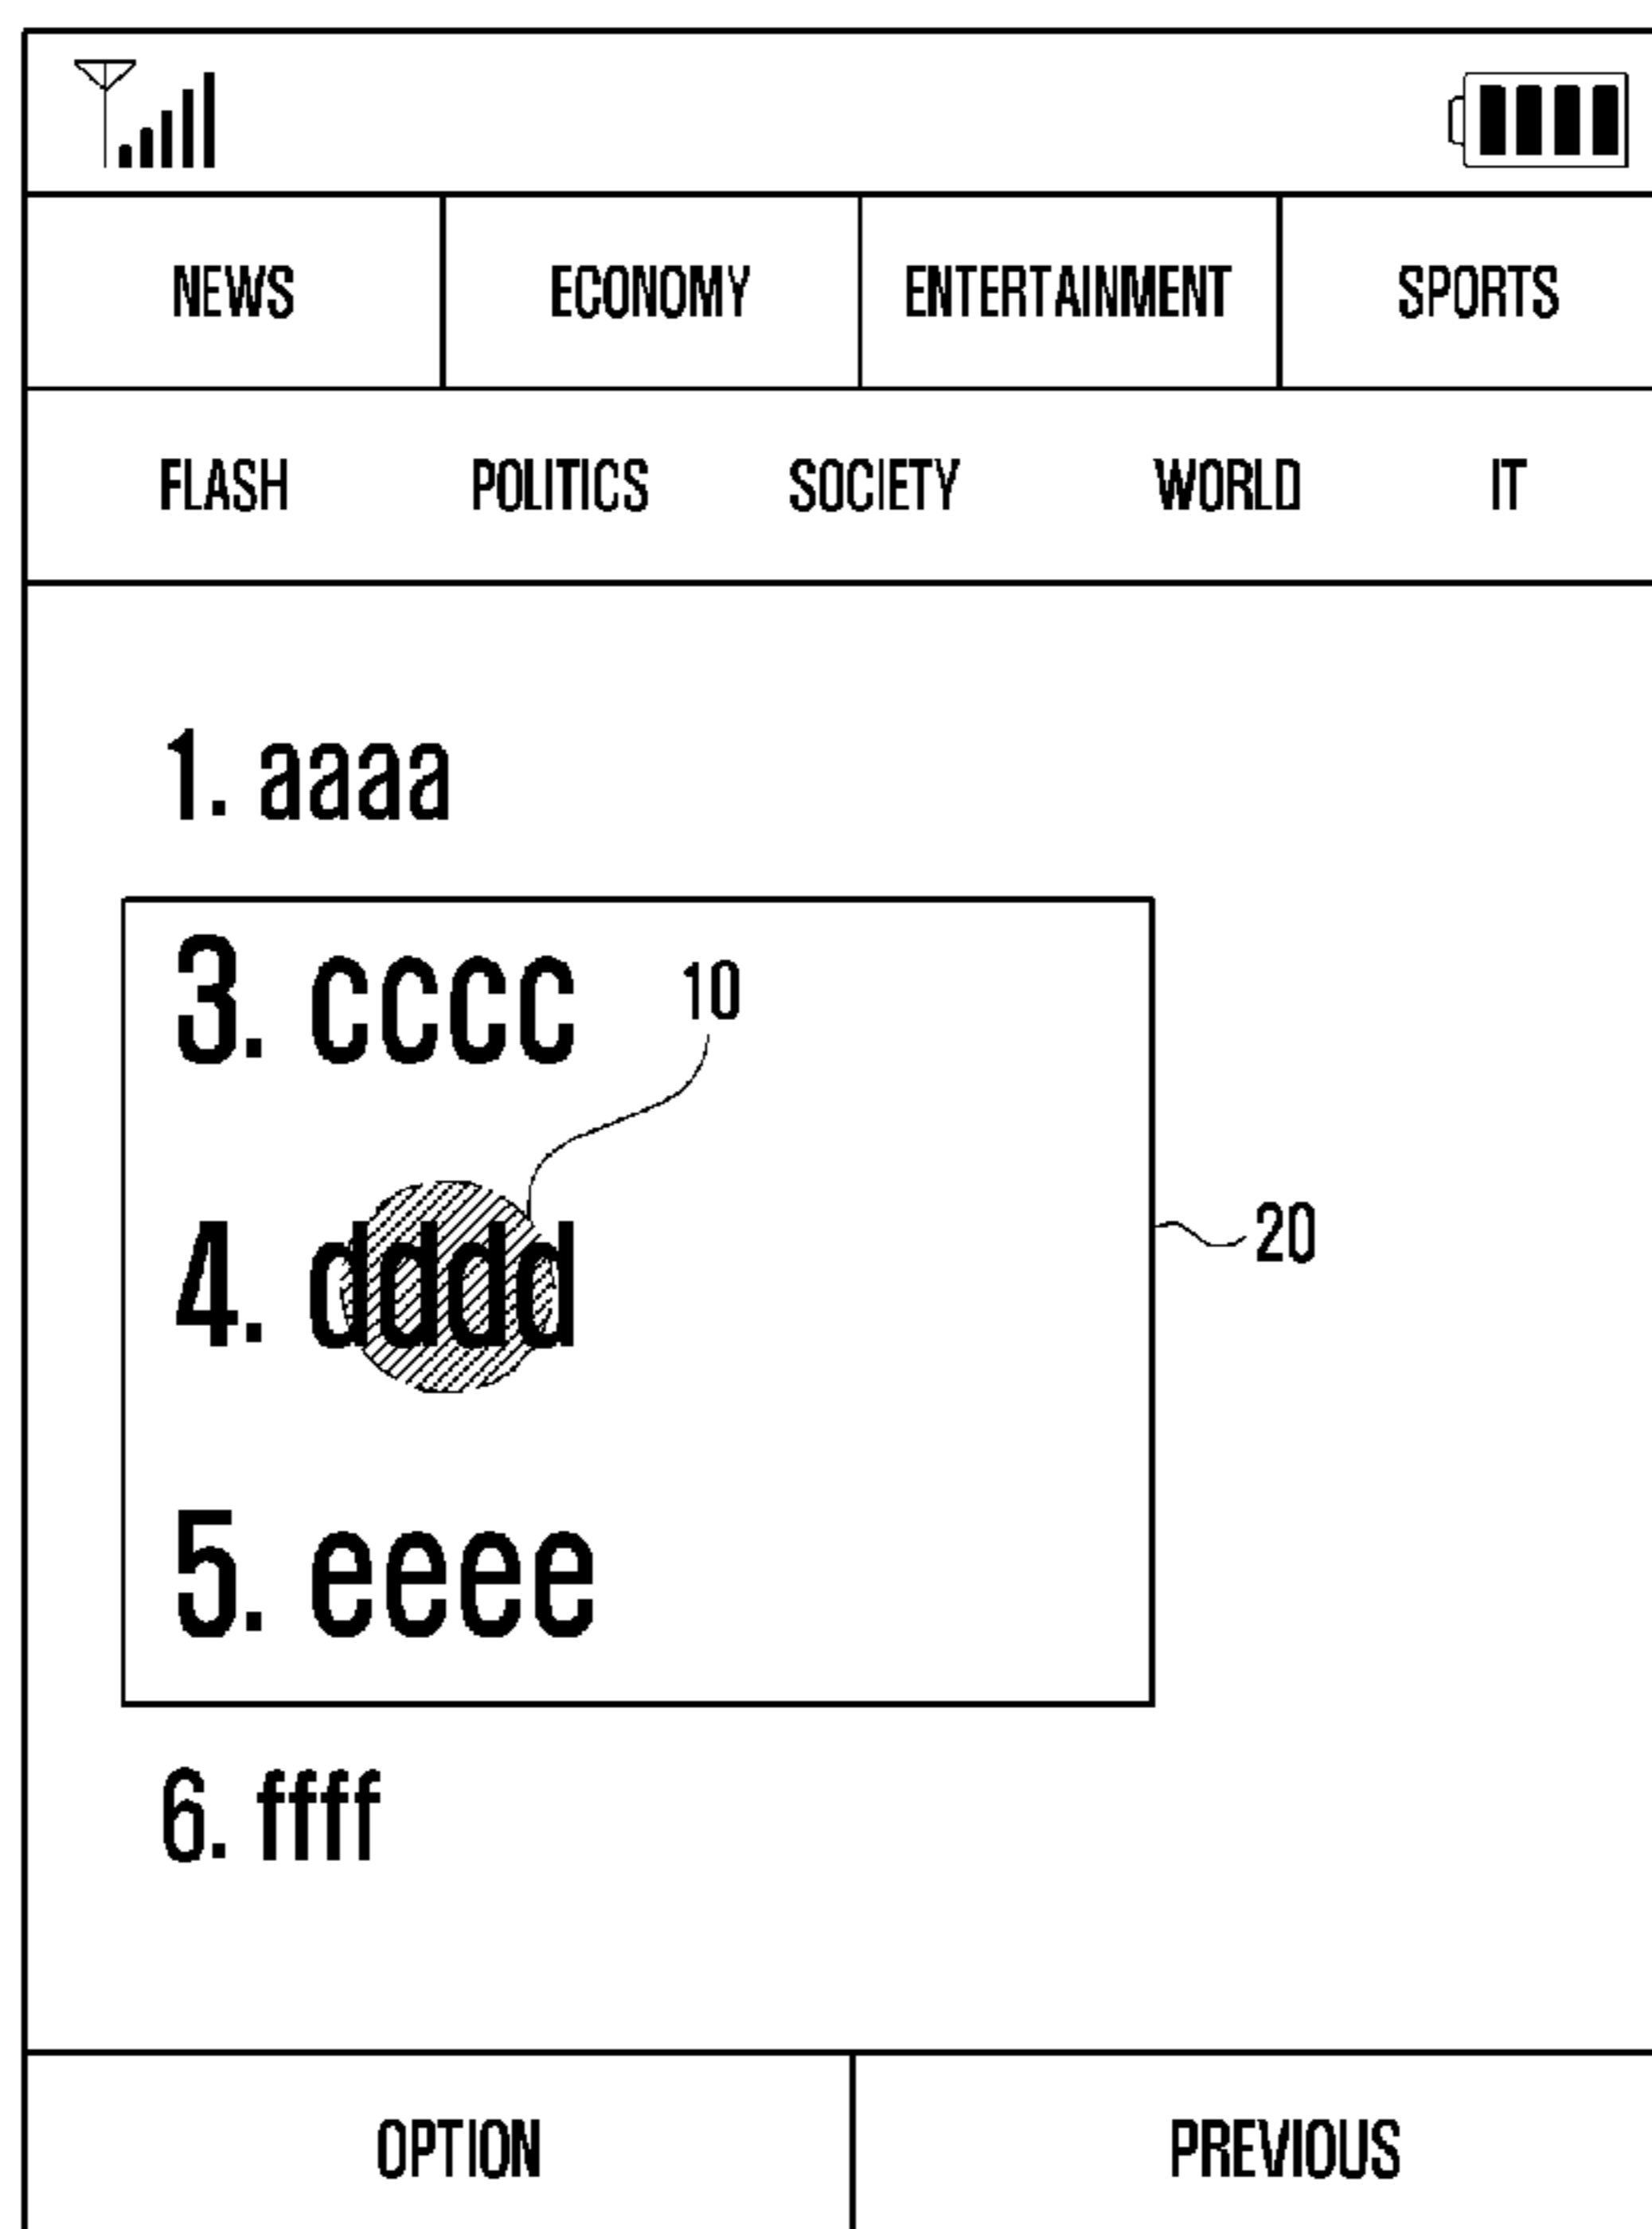 NEWS ECONOMY ENTERTAINMENT SPORTS
FLASH POLITICS SOCIETY WORLD IT
1. aaaa
3. cccc 10
4. dddd
20
5. eeee
6. ffff
OPTION PREVIOUS